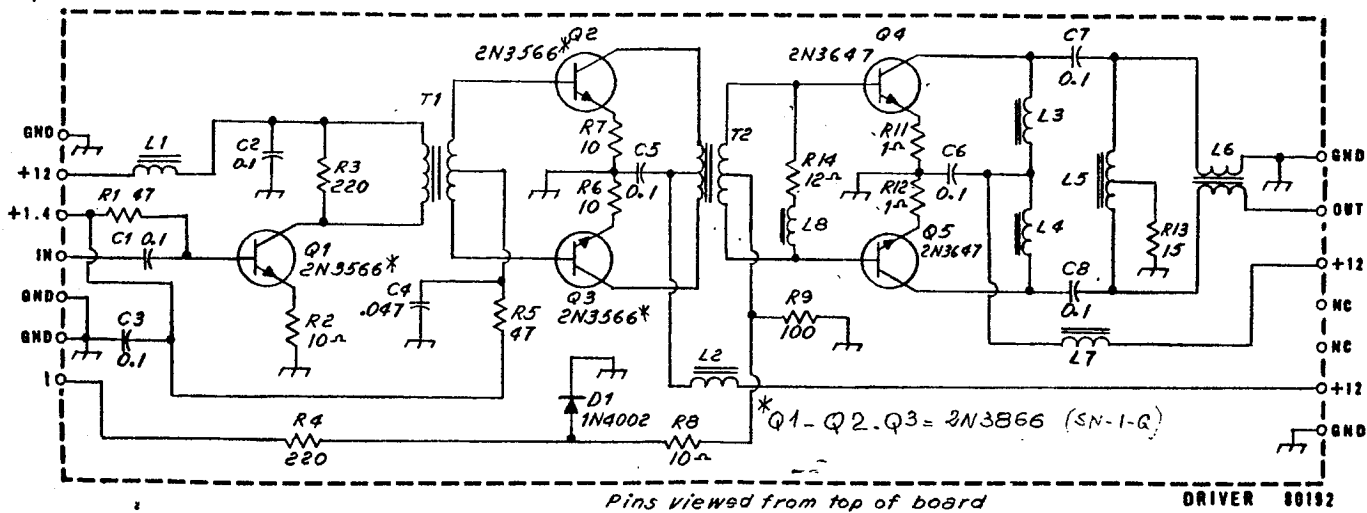 GND
+12
+1.4
IN
GND
GND
1
L1
R1 47
C1 0.1
C3
0.1
C2
0.1
R3
220
Q1
2N3566*
R2
10Ω
T1
C4
.047
R5
47
R4
220
2N3566* Q2
R7
10
R6
10
C5
0.1
Q3
2N3566*
D1
1N4002
R8
10Ω
L2
T2
R14
12Ω
L8
R9
100
Q4
2N3647
R11
1Ω
R12
1Ω
C6
0.1
Q5
2N3647
L3
L4
C7
0.1
C8
0.1
L5
R13
15
L6
L7
GND
OUT
+12
NC
NC
+12
GND
*Q1-Q2.Q3= 2N3866 (SN-1-Q)
Pins viewed from top of board
DRIVER 80192